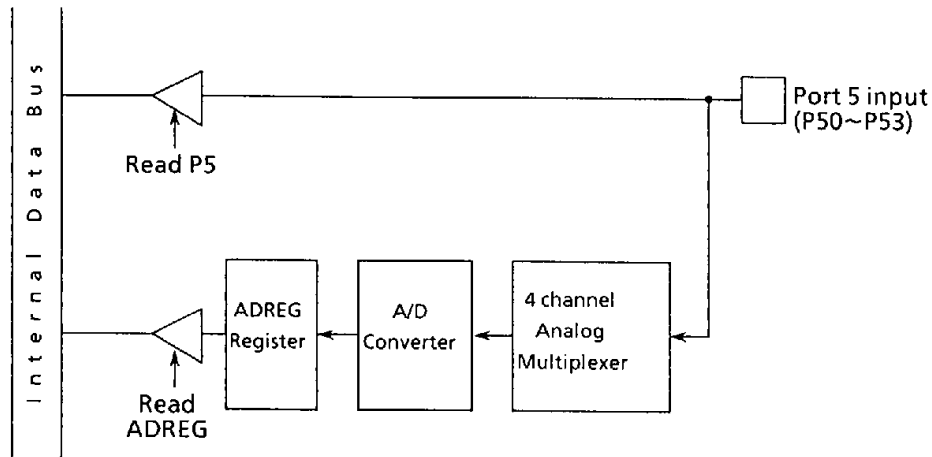 Internal Data Bus
Port 5 input
(P50~P53)
Read P5
ADREG
Register
A/D
Converter
4 channel
Analog
Multiplexer
Read
ADREG